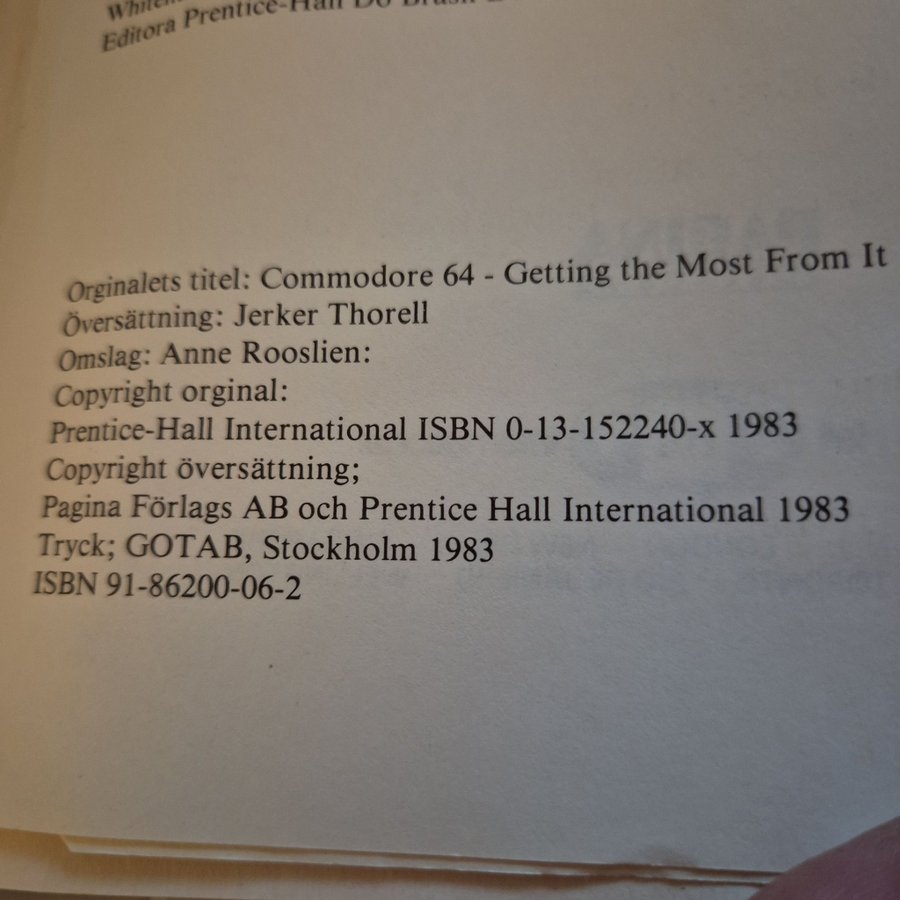 Editora Prentice-Hall Do Brasil
Orginalets titel: Commodore 64 - Getting the Most From It
Översättning: Jerker Thorell
Omslag: Anne Rooslien:
Copyright orginal:
Prentice-Hall International ISBN 0-13-152240-x 1983
Copyright översättning;
Pagina Förlags AB och Prentice Hall International 1983
Tryck; GOTAB, Stockholm 1983
ISBN 91-86200-06-2